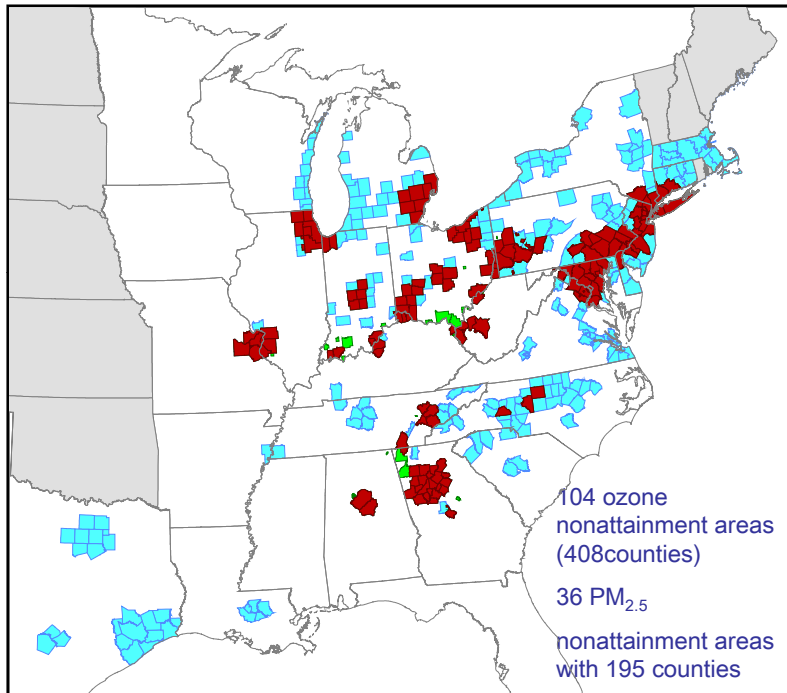 104 ozone
nonattainment areas
(408counties)
36 PM2.5
nonattainment areas
with 195 counties